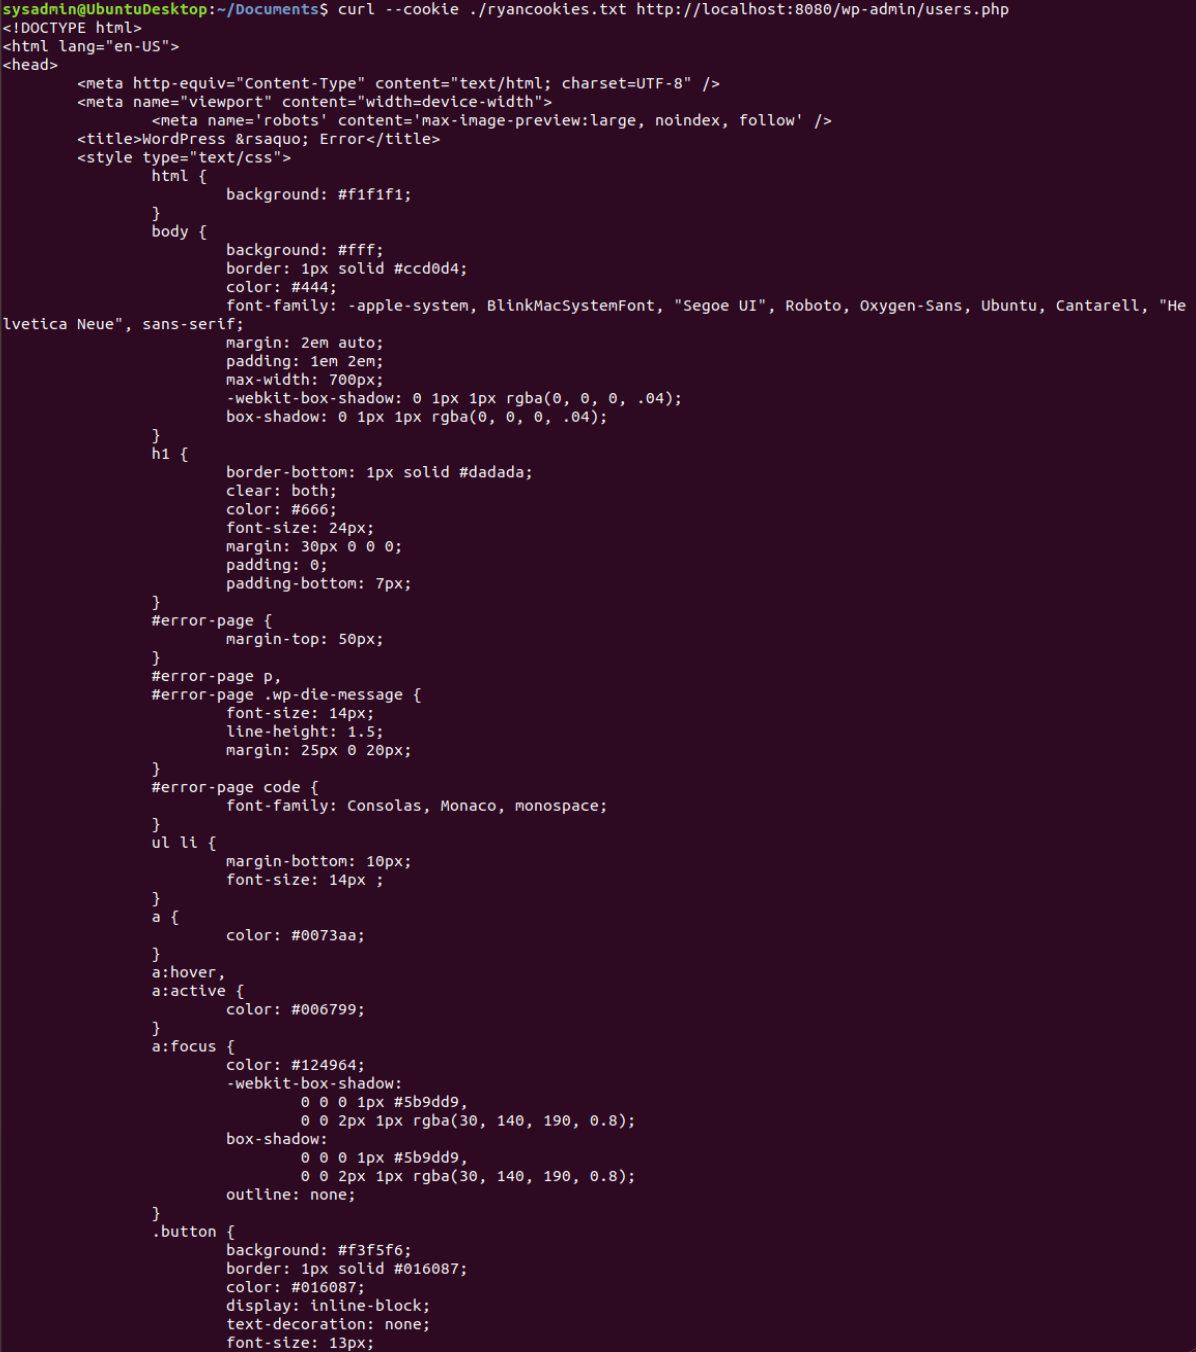 sysadmin@UbuntuDesktop:~/Documents$ curl --cookie ./ryancookies.txt http://localhost:8080/wp-admin/users.php
<!DOCTYPE html>
<html lang="en-US">
<head>
        <meta http-equiv="Content-Type" content="text/html; charset=UTF-8" />
        <meta name="viewport" content="width=device-width">
                <meta name='robots' content='max-image-preview:large, noindex, follow' />
        <title>WordPress &rsaquo; Error</title>
        <style type="text/css">
                html {
                        background: #f1f1f1;
                }
                body {
                        background: #fff;
                        border: 1px solid #ccd0d4;
                        color: #444;
                        font-family: -apple-system, BlinkMacSystemFont, "Segoe UI", Roboto, Oxygen-Sans, Ubuntu, Cantarell, "He
lvetica Neue", sans-serif;
                        margin: 2em auto;
                        padding: 1em 2em;
                        max-width: 700px;
                        -webkit-box-shadow: 0 1px 1px rgba(0, 0, 0, .04);
                        box-shadow: 0 1px 1px rgba(0, 0, 0, .04);
                }
                h1 {
                        border-bottom: 1px solid #dadada;
                        clear: both;
                        color: #666;
                        font-size: 24px;
                        margin: 30px 0 0 0;
                        padding: 0;
                        padding-bottom: 7px;
                }
                #error-page {
                        margin-top: 50px;
                }
                #error-page p,
                #error-page .wp-die-message {
                        font-size: 14px;
                        line-height: 1.5;
                        margin: 25px 0 20px;
                }
                #error-page code {
                        font-family: Consolas, Monaco, monospace;
                }
                ul li {
                        margin-bottom: 10px;
                        font-size: 14px ;
                }
                a {
                        color: #0073aa;
                }
                a:hover,
                a:active {
                        color: #006799;
                }
                a:focus {
                        color: #124964;
                        -webkit-box-shadow:
                                0 0 0 1px #5b9dd9,
                                0 0 2px 1px rgba(30, 140, 190, 0.8);
                        box-shadow:
                                0 0 0 1px #5b9dd9,
                                0 0 2px 1px rgba(30, 140, 190, 0.8);
                        outline: none;
                }
                .button {
                        background: #f3f5f6;
                        border: 1px solid #016087;
                        color: #016087;
                        display: inline-block;
                        text-decoration: none;
                        font-size: 13px;